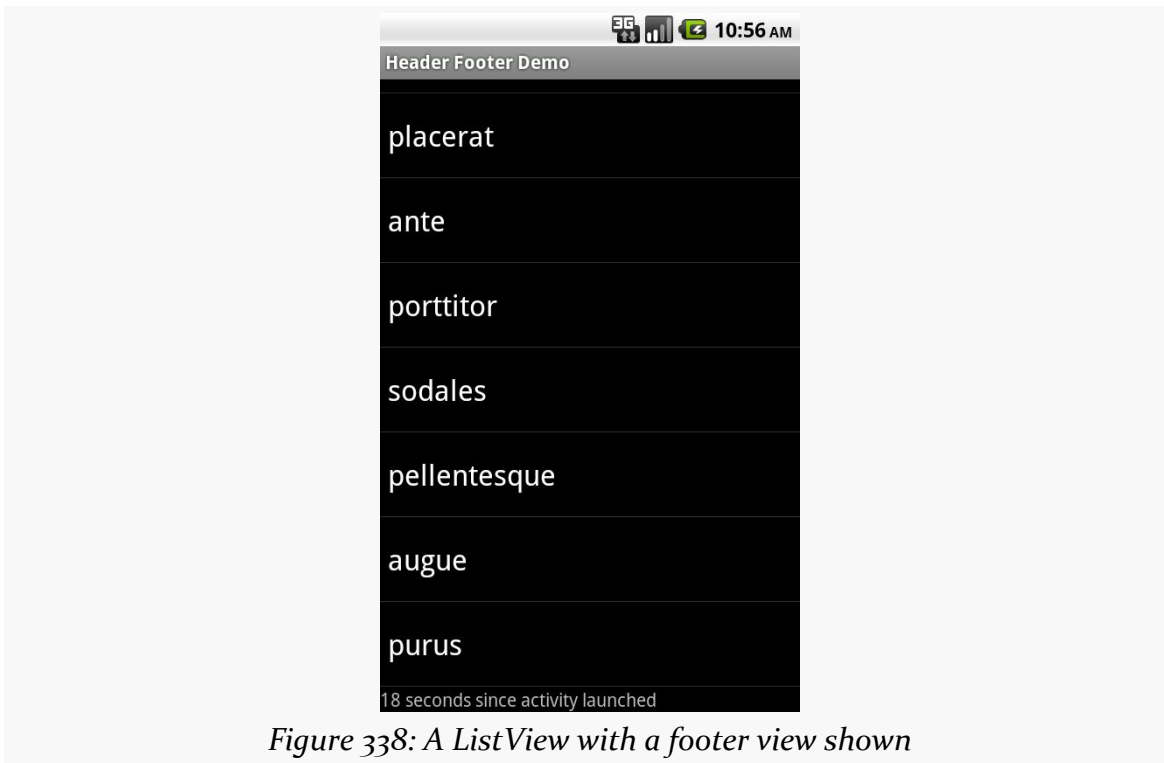 3G 10:56 AM
Header Footer Demo
placerat
ante
porttitor
sodales
pellentesque
augue
purus
18 seconds since activity launched
Figure 338: A ListView with a footer view shown